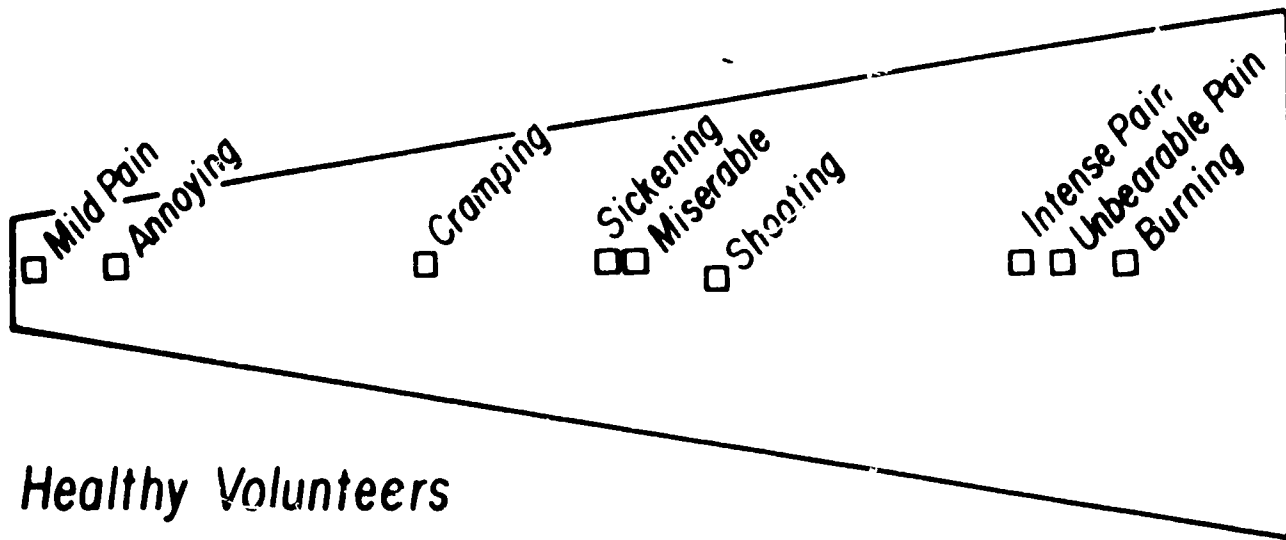 Mild Pain
Annoying
Cramping
Sickening
Miserable
Shooting
Intense Pain
Unbearable Pain
Burning
Healthy Volunteers